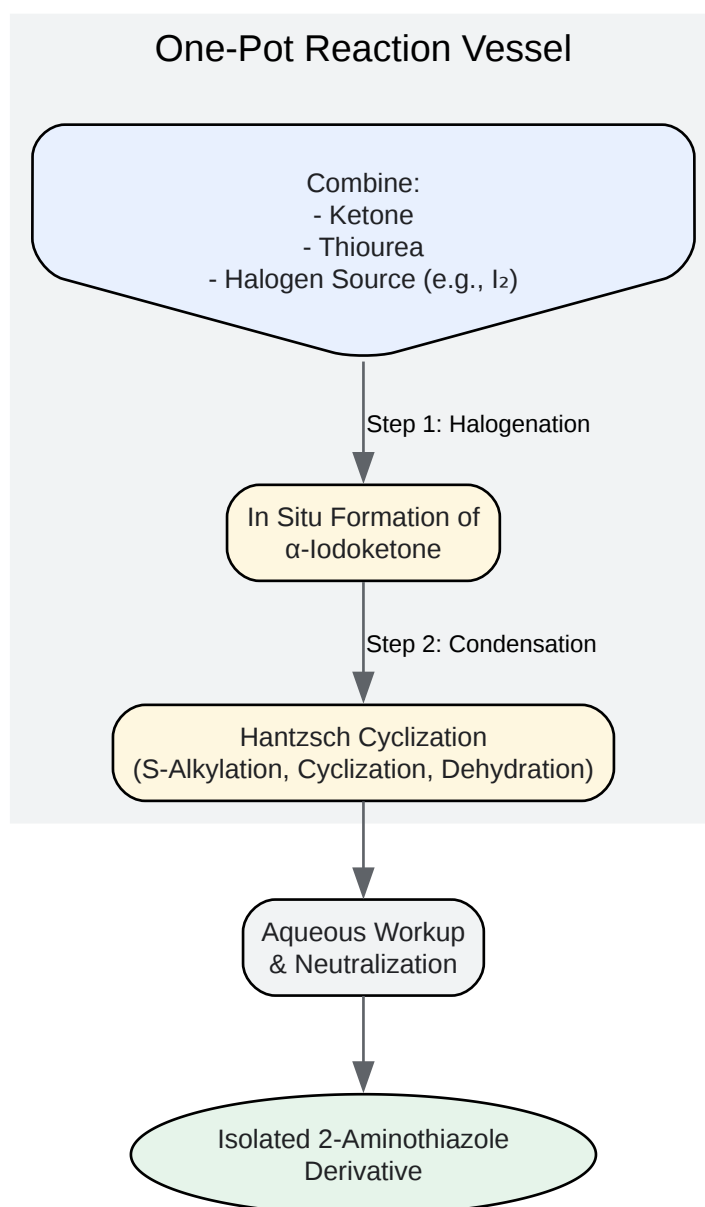 One-Pot Reaction Vessel
Combine:
- Ketone
- Thiourea
- Halogen Source (e.g., I₂)
Step 1: Halogenation
In Situ Formation of
α-Iodoketone
Step 2: Condensation
Hantzsch Cyclization
(S-Alkylation, Cyclization, Dehydration)
Aqueous Workup
& Neutralization
Isolated 2-Aminothiazole
Derivative